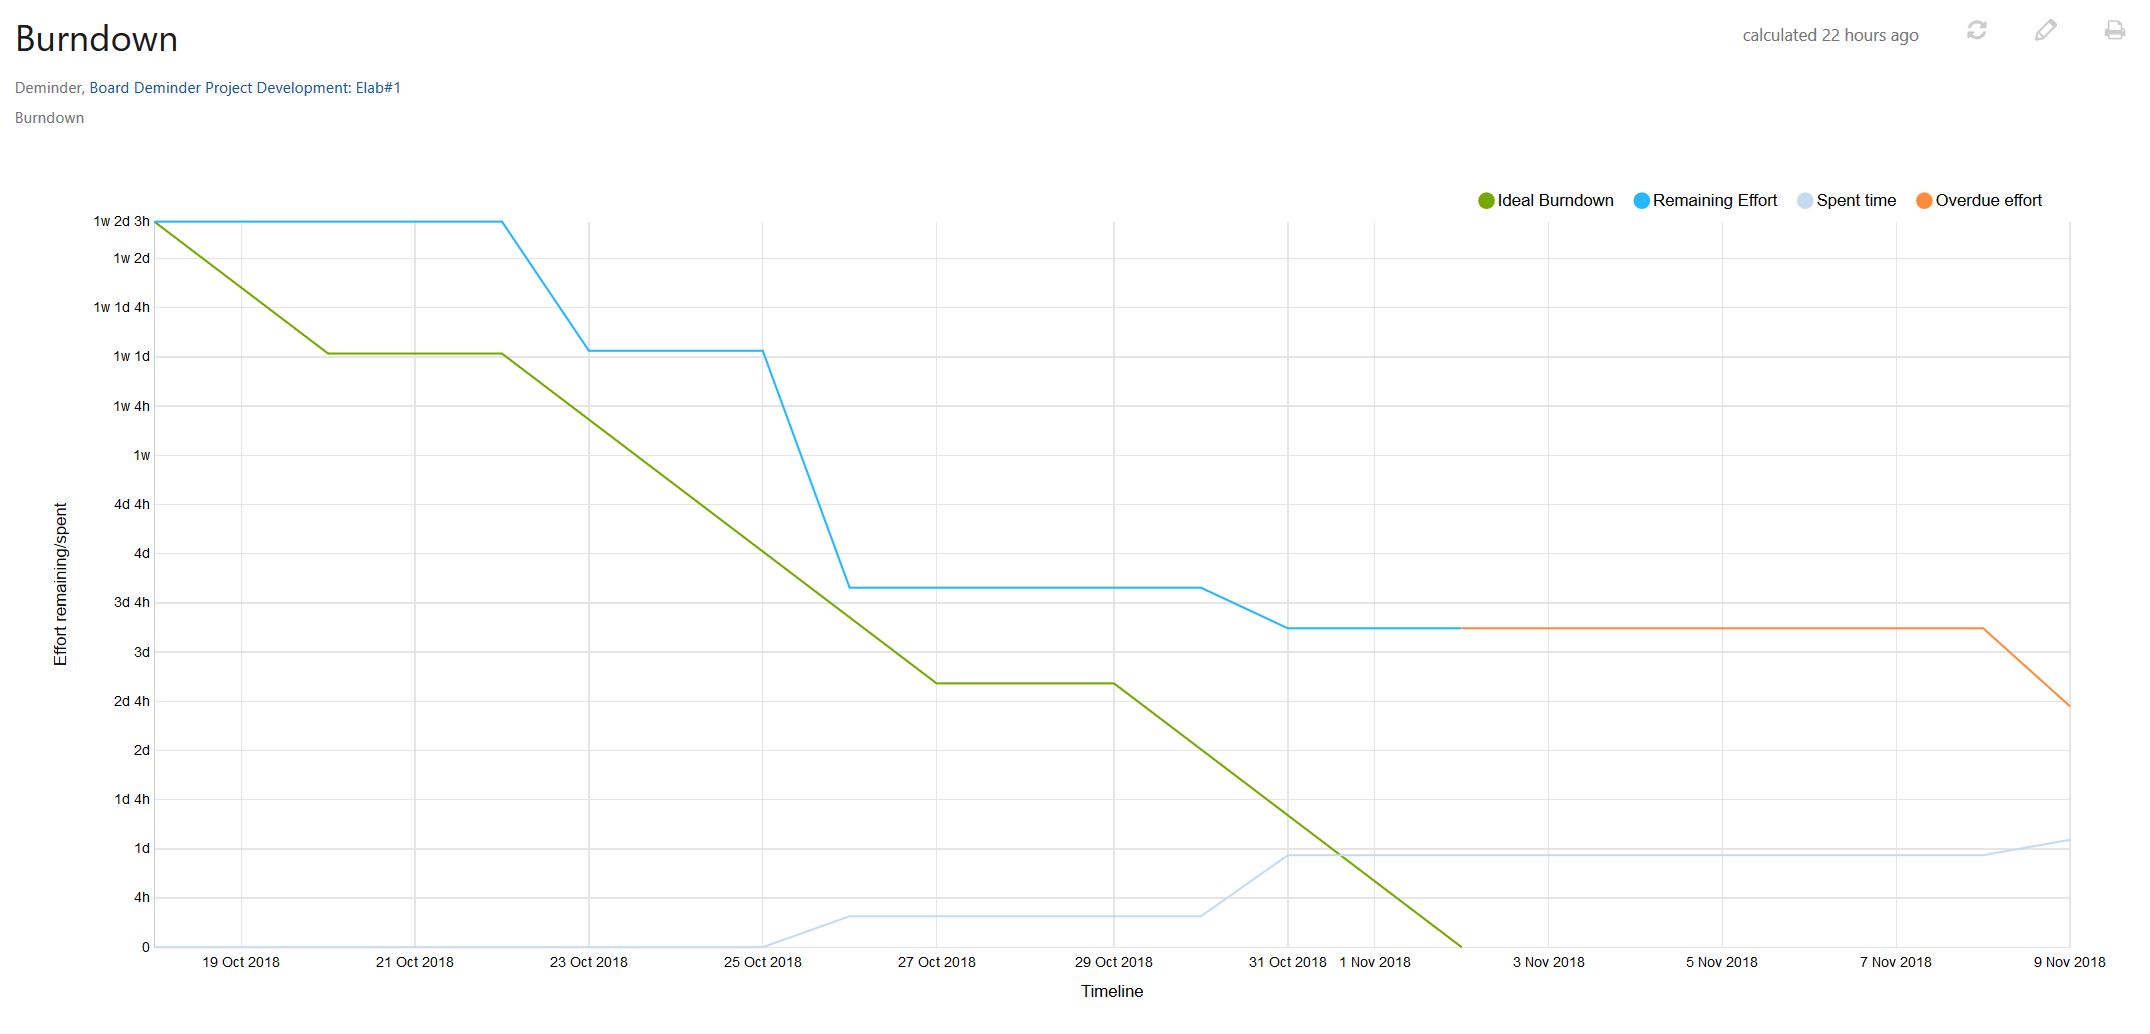 Burndown
calculated 22 hours ago
Deminder, Board Deminder Project Development: Elab#1
Burndown
Ideal Burndown Remaining Effort Spent time Overdue effort
1w 2d 3h
1w 2d
1w 1d 4h
1w 1d
1w 4h
1w
4d 4h
4d
3d 4h
3d
2d 4h
2d
1d 4h
1d
4h
0
Effort remaining/spent
19 Oct 2018 21 Oct 2018 23 Oct 2018 25 Oct 2018 27 Oct 2018 29 Oct 2018 31 Oct 2018 1 Nov 2018 3 Nov 2018 5 Nov 2018 7 Nov 2018 9 Nov 2018
Timeline